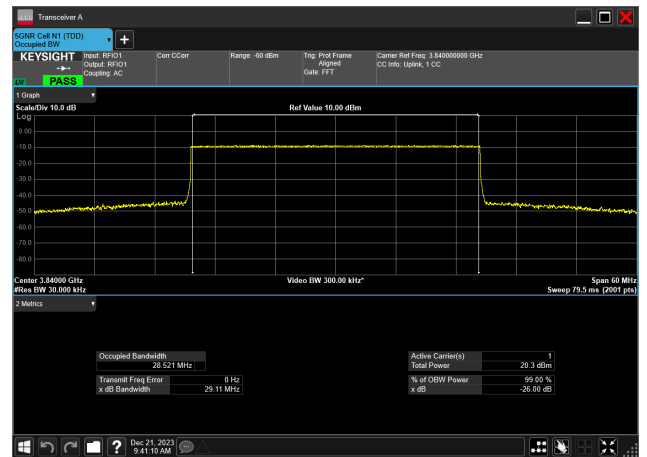 Transceiver A
5GNR Cell N1 (TDD)
Occupied BW
+
KEYSIGHT
Input: RFIO1
Output: RFIO1
Coupling: AC
Corr CCorr
Range: -60 dBm
Trig: Prot Frame
Aligned
Gate: FFT
Carrier Ref Freq: 3.840000000 GHz
CC Info: Uplink, 1 CC
PASS
1 Graph
Scale/Div 10.0 dB
Ref Value 10.00 dBm
Log
0.00
-10.0
-20.0
-30.0
-40.0
-50.0
-60.0
-70.0
-80.0
Center 3.84000 GHz
Video BW 300.00 kHz*
Span 60 MHz
#Res BW 30.000 kHz
Sweep 79.5 ms (2001 pts)
2 Metrics
Occupied Bandwidth
28.521 MHz
Transmit Freq Error 0 Hz
x dB Bandwidth 29.11 MHz
Active Carrier(s) 1
Total Power 20.3 dBm
% of OBW Power 99.00 %
x dB -26.00 dB
?
Dec 21, 2023
9:41:10 AM